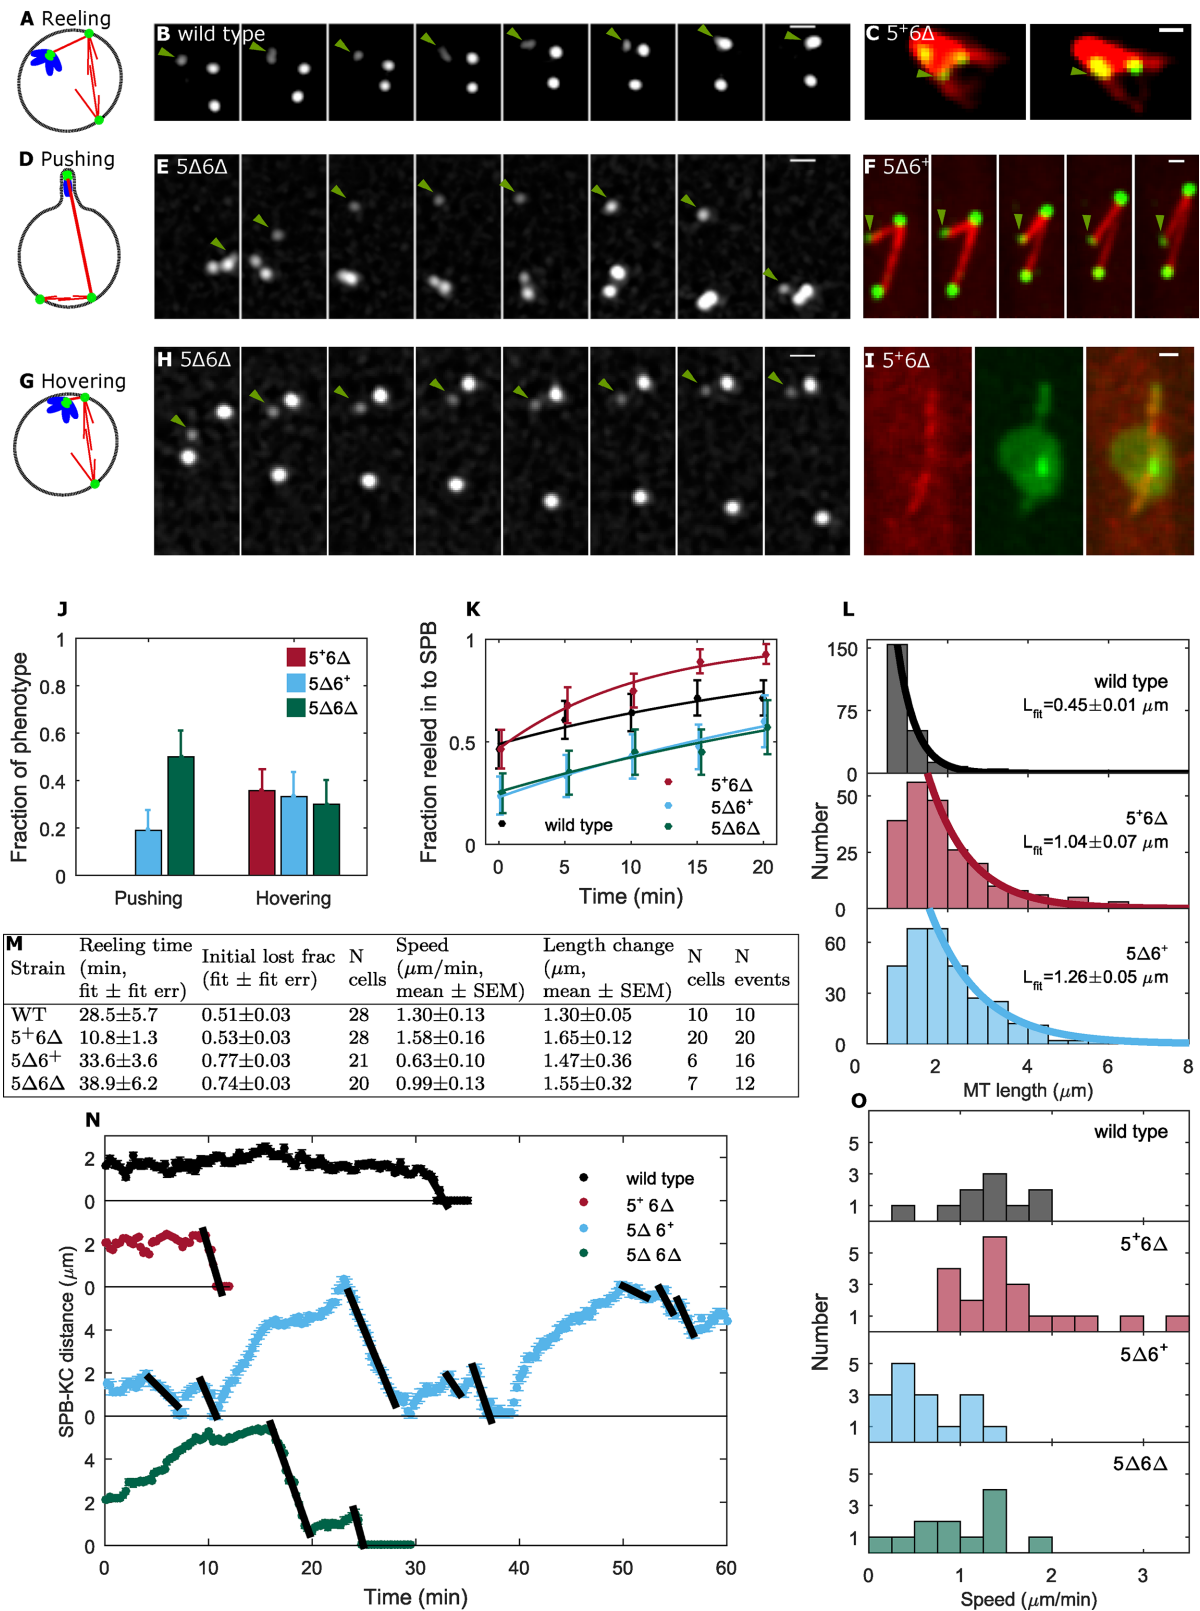 A Reeling
B wild type
C 5⁺6Δ
D Pushing
E 5Δ6Δ
F 5Δ6⁺
G Hovering
H 5Δ6Δ
I 5⁺6Δ
J
Fraction of phenotype
1
0.8
0.6
0.4
0.2
0
5⁺6Δ
5Δ6⁺
5Δ6Δ
Pushing Hovering
K
Fraction reeled in to SPB
1
0.5
0
5⁺6Δ
5Δ6⁺
wild type 5Δ6Δ
0 5 10 15 20
Time (min)
L
150
75
0
wild type
L_fit=0.45±0.01 μm
50
25
0
5⁺6Δ
L_fit=1.04±0.07 μm
60
30
0
5Δ6⁺
L_fit=1.26±0.05 μm
Number
2 4 6 8
MT length (μm)
M
Strain Reeling time (min, fit ± fit err) Initial lost frac (fit ± fit err) N cells Speed (μm/min, mean ± SEM) Length change (μm, mean ± SEM) N cells N events
WT 28.5±5.7 0.51±0.03 28 1.30±0.13 1.30±0.05 10 10
5⁺6Δ 10.8±1.3 0.53±0.03 28 1.58±0.16 1.65±0.12 20 20
5Δ6⁺ 33.6±3.6 0.77±0.03 21 0.63±0.10 1.47±0.36 6 16
5Δ6Δ 38.9±6.2 0.74±0.03 20 0.99±0.13 1.55±0.32 7 12
N
SPB-KC distance (μm)
2
0
2
0
4
2
0
4
2
0
wild type
5⁺ 6Δ
5Δ 6⁺
5Δ 6Δ
0 10 20 30 40 50 60
Time (min)
O
Number
5
3
1
wild type
5
3
1
5⁺6Δ
5
3
1
5Δ6⁺
5
3
1
5Δ6Δ
0 1 2 3
Speed (μm/min)